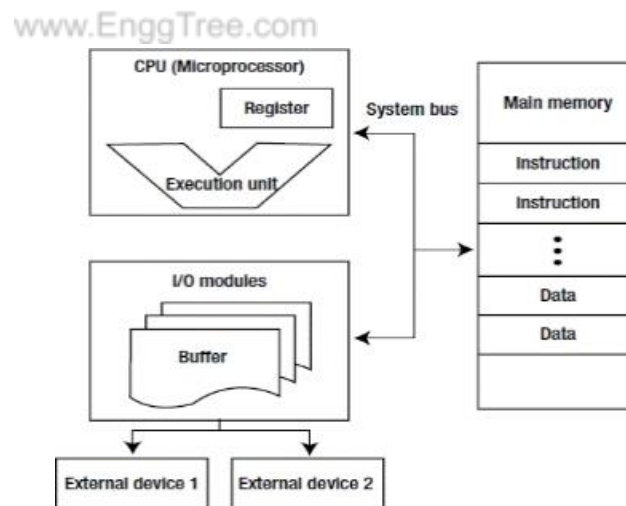 www.EnggTree.com
CPU (Microprocessor)
Register
Execution unit
System bus
Main memory
Instruction
Instruction
Data
Data
I/O modules
Buffer
External device 1
External device 2